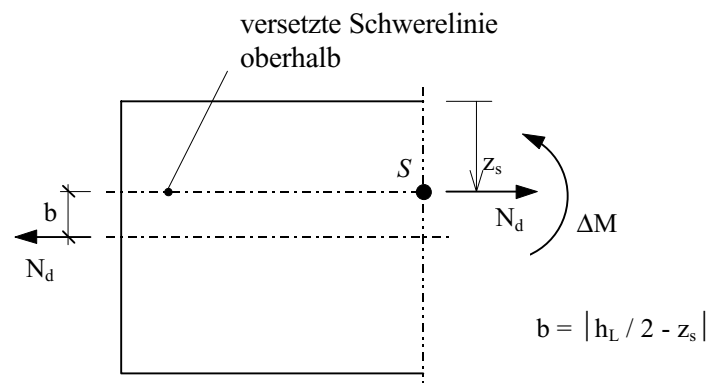 versetzte Schwerelinie
oberhalb
S
z_s
b
N_d
N_d
ΔM
b = |h_L / 2 - z_s|